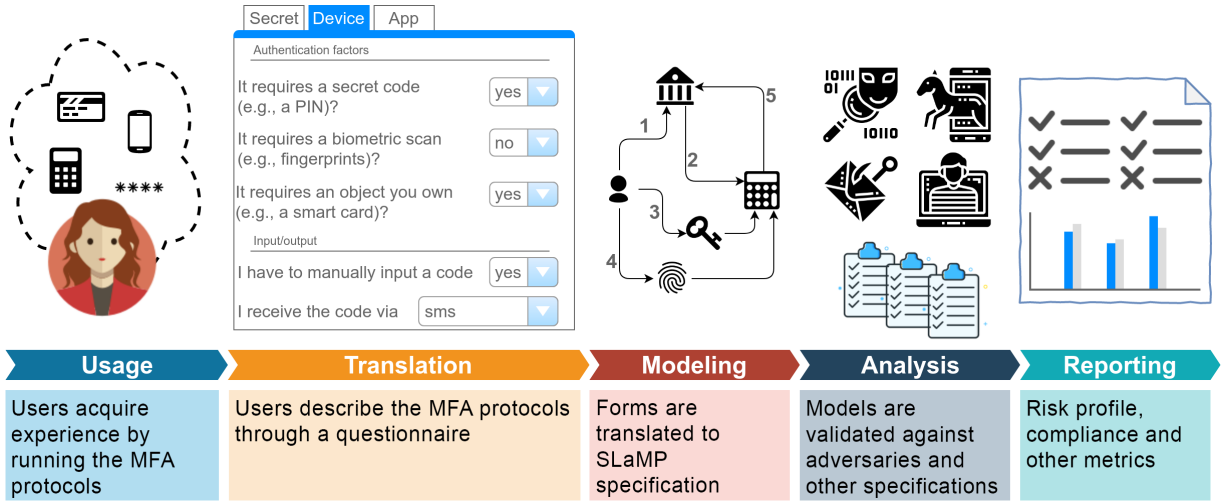 Secret Device App
Authentication factors
It requires a secret code
(e.g., a PIN)?
yes
It requires a biometric scan
(e.g., fingerprints)?
no
It requires an object you own
(e.g., a smart card)?
yes
Input/output
I have to manually input a code
yes
I receive the code via
sms
****
1
2
3
4
5
10111
01
10110
Usage
Users acquire
experience by
running the MFA
protocols
Translation
Users describe the MFA protocols
through a questionnaire
Modeling
Forms are
translated to
SLaMP
specification
Analysis
Models are
validated against
adversaries and
other specifications
Reporting
Risk profile,
compliance and
other metrics